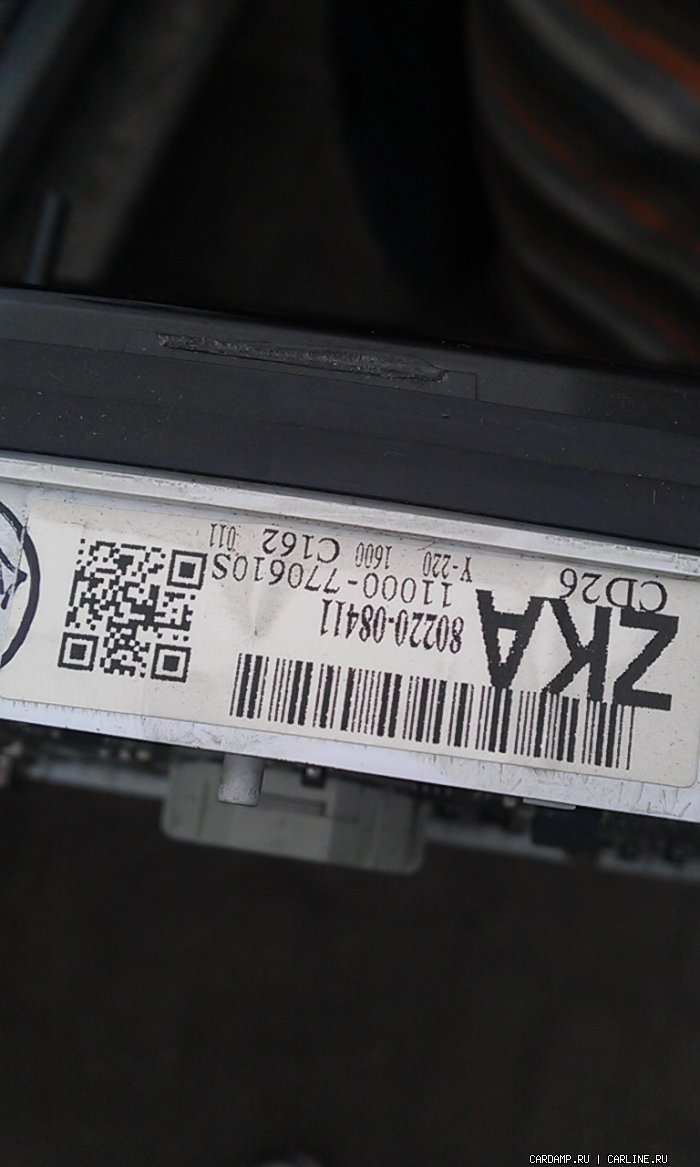 ZKA
80220-08411
CD26 11000-770610S
Y-220 1600 C162 011
CARDAMP.RU | CARLINE.RU